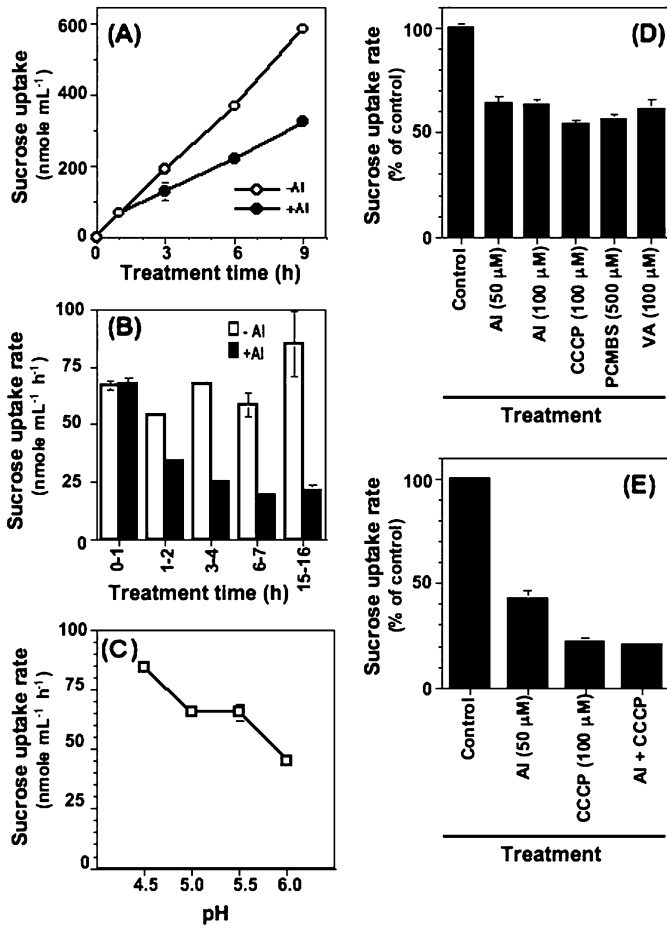 (A)
Sucrose uptake
(nmole mL⁻¹)
600
400
200
0
0
3
6
9
-Al
+Al
Treatment time (h)
(B)
Sucrose uptake rate
(nmole mL⁻¹ h⁻¹)
100
75
50
25
0
- Al
+Al
0-1
1-2
3-4
6-7
15-16
Treatment time (h)
(C)
Sucrose uptake rate
(nmole mL⁻¹ h⁻¹)
100
75
50
25
0
4.5
5.0
5.5
6.0
pH
(D)
Sucrose uptake rate
(% of control)
100
50
0
Control
Al (50 µM)
Al (100 µM)
CCCP (100 µM)
PCMBS (500 µM)
VA (100 µM)
Treatment
(E)
Sucrose uptake rate
(% of control)
100
50
0
Control
Al (50 µM)
CCCP (100 µM)
Al + CCCP
Treatment